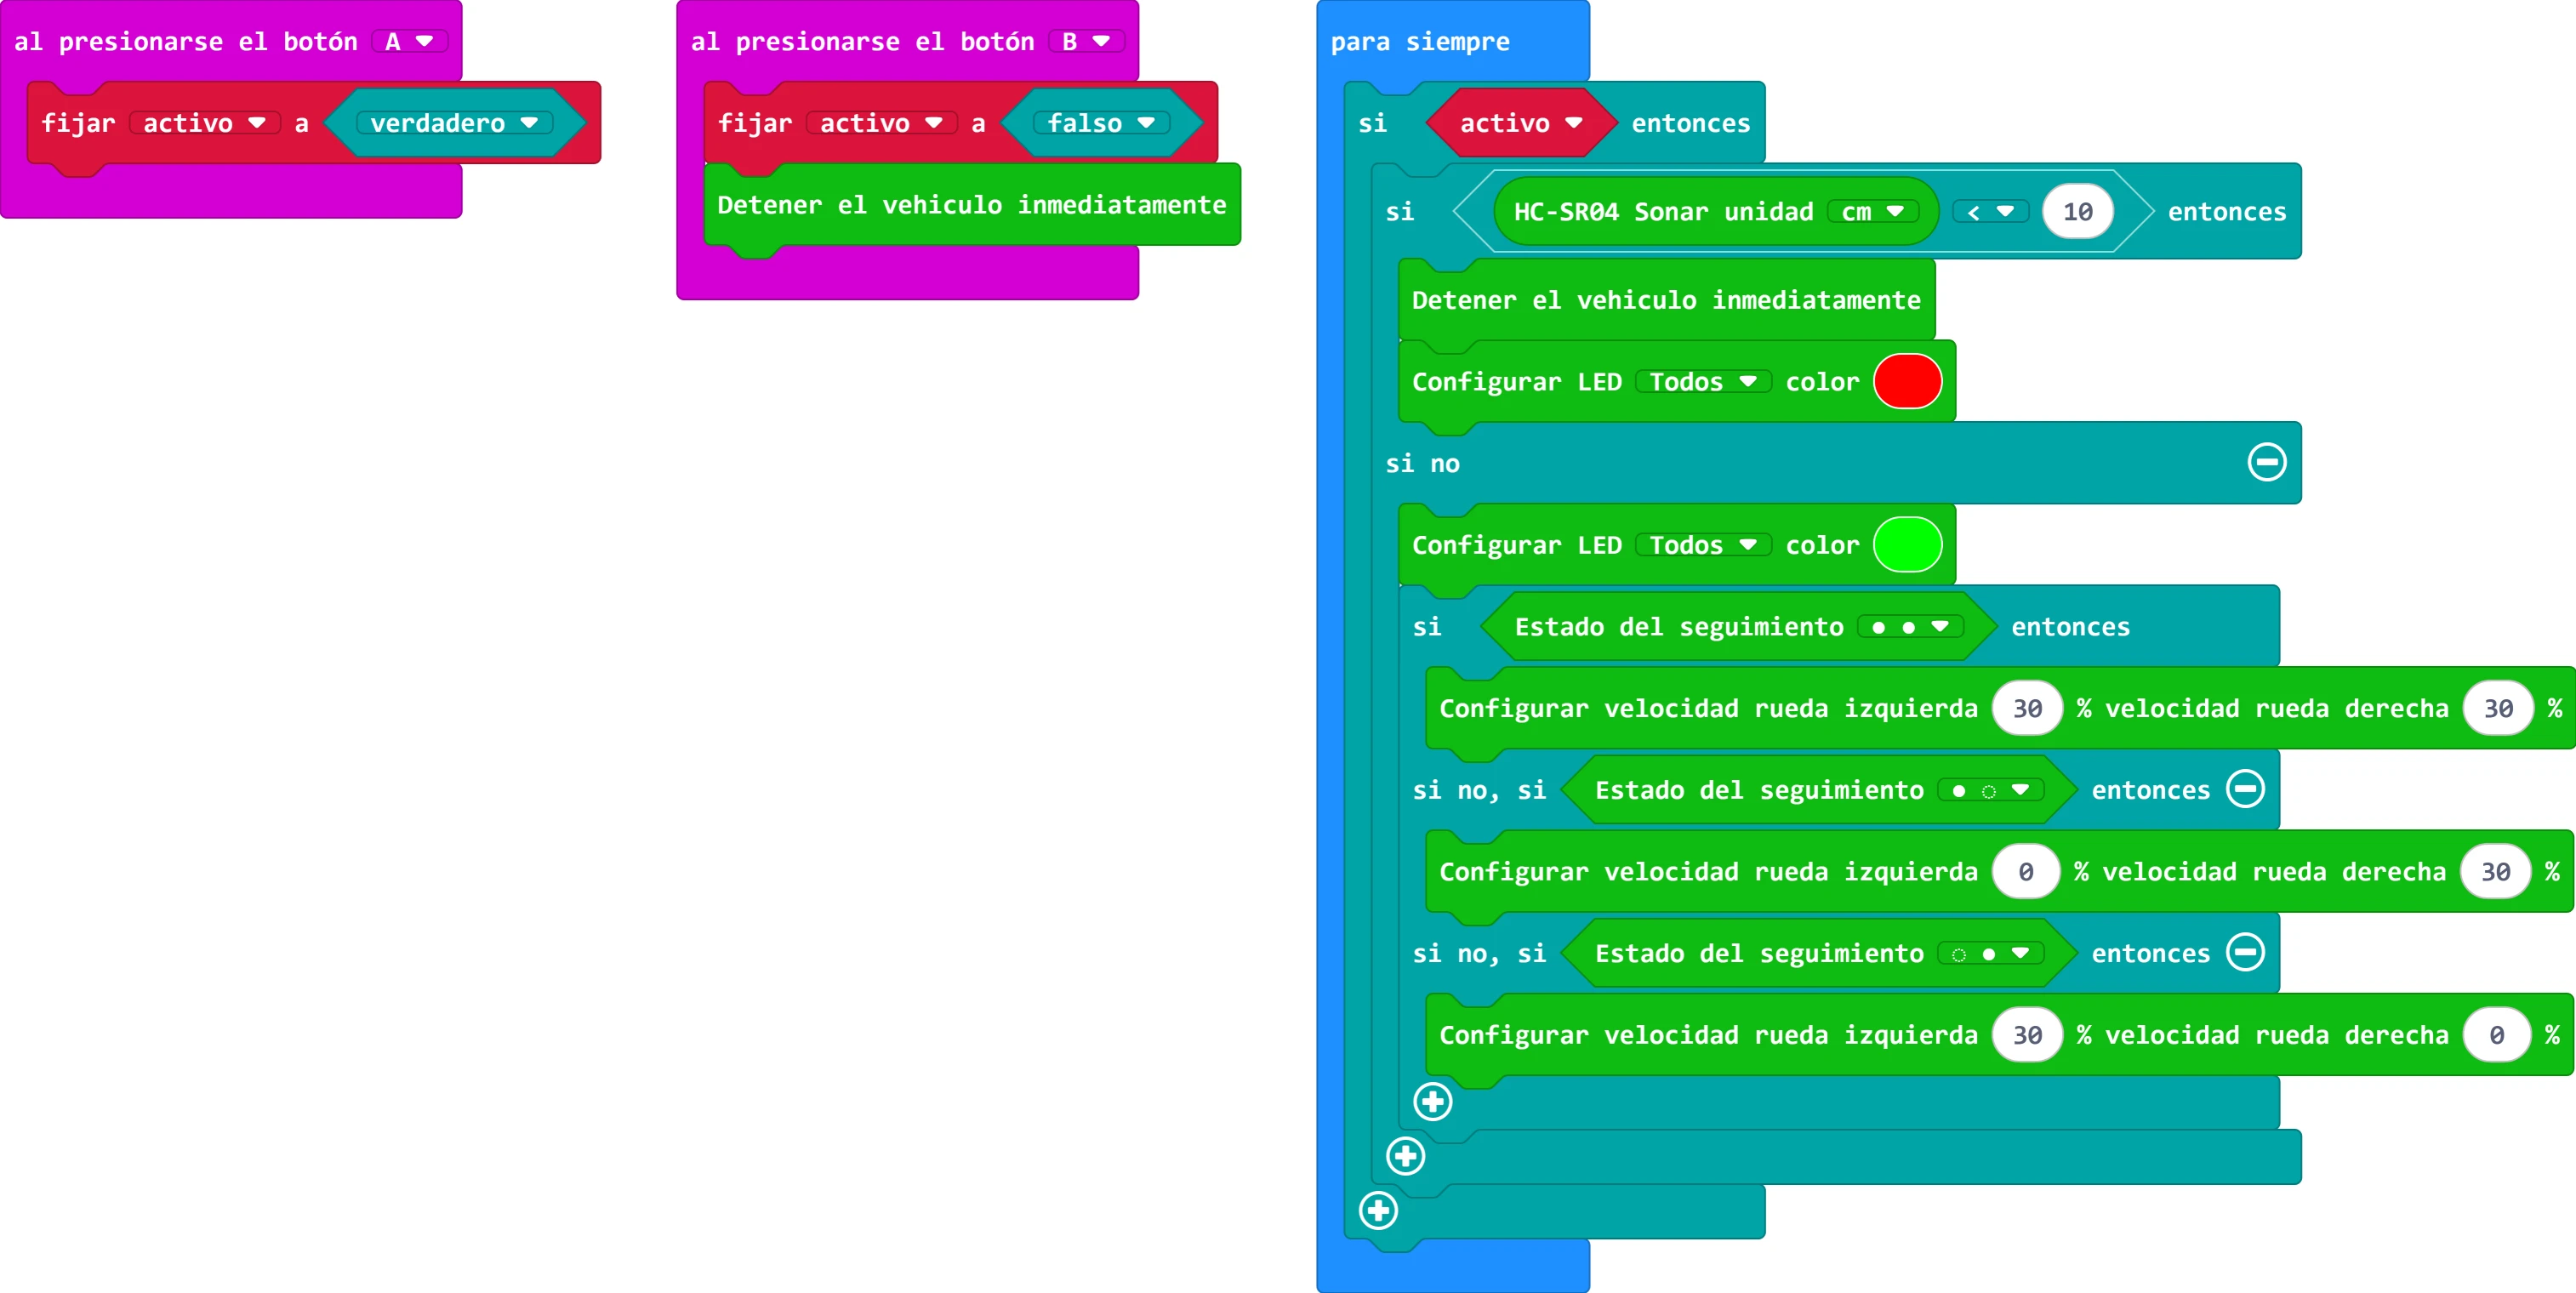 al presionarse el botón A
fijar activo a verdadero
al presionarse el botón B
fijar activo a falso
Detener el vehiculo inmediatamente
para siempre
si activo entonces
si HC-SR04 Sonar unidad cm < 10 entonces
Detener el vehiculo inmediatamente
Configurar LED Todos color
si no
Configurar LED Todos color
si Estado del seguimiento ● ● entonces
Configurar velocidad rueda izquierda 30 % velocidad rueda derecha 30 %
si no, si Estado del seguimiento ● ◌ entonces
Configurar velocidad rueda izquierda 0 % velocidad rueda derecha 30 %
si no, si Estado del seguimiento ◌ ● entonces
Configurar velocidad rueda izquierda 30 % velocidad rueda derecha 0 %